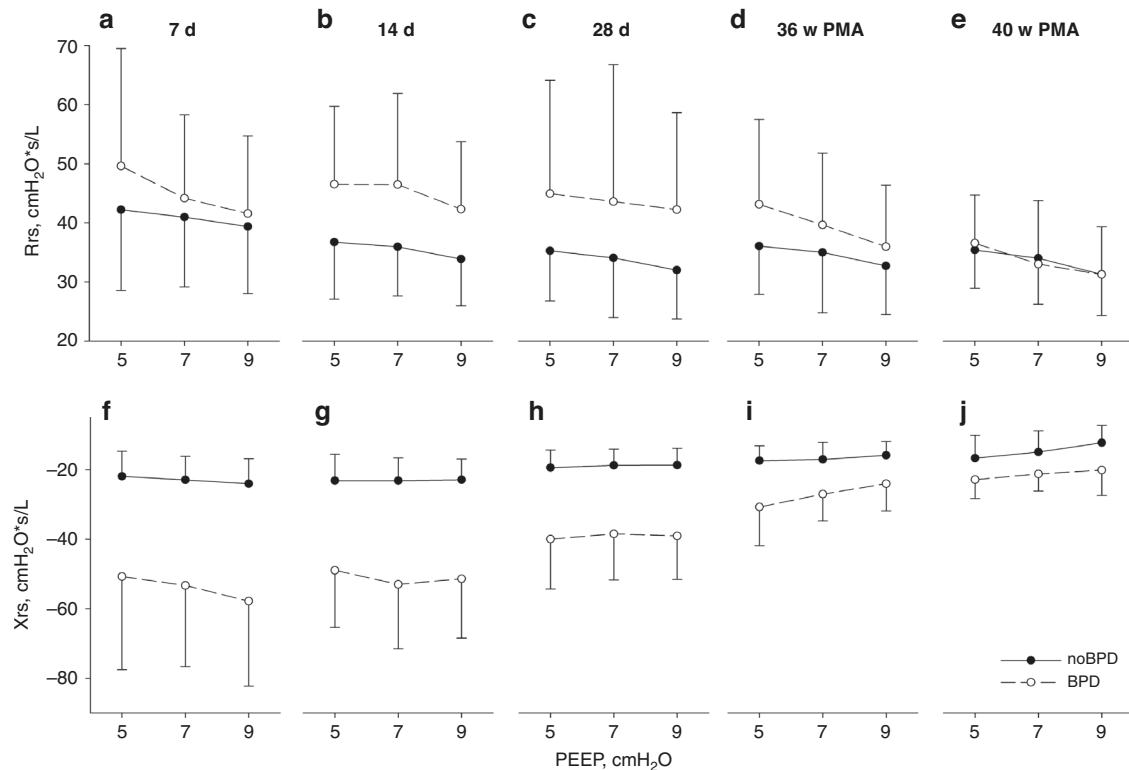 a 7 d b 14 d c 28 d d 36 w PMA e 40 w PMA
70
60
50
40
30
20
Rrs, cmH₂O*s/L
5 7 9 5 7 9 5 7 9 5 7 9 5 7 9
f g h i j
−20
−40
−60
−80
Xrs, cmH₂O*s/L
noBPD
BPD
5 7 9 5 7 9 5 7 9 5 7 9 5 7 9
PEEP, cmH₂O